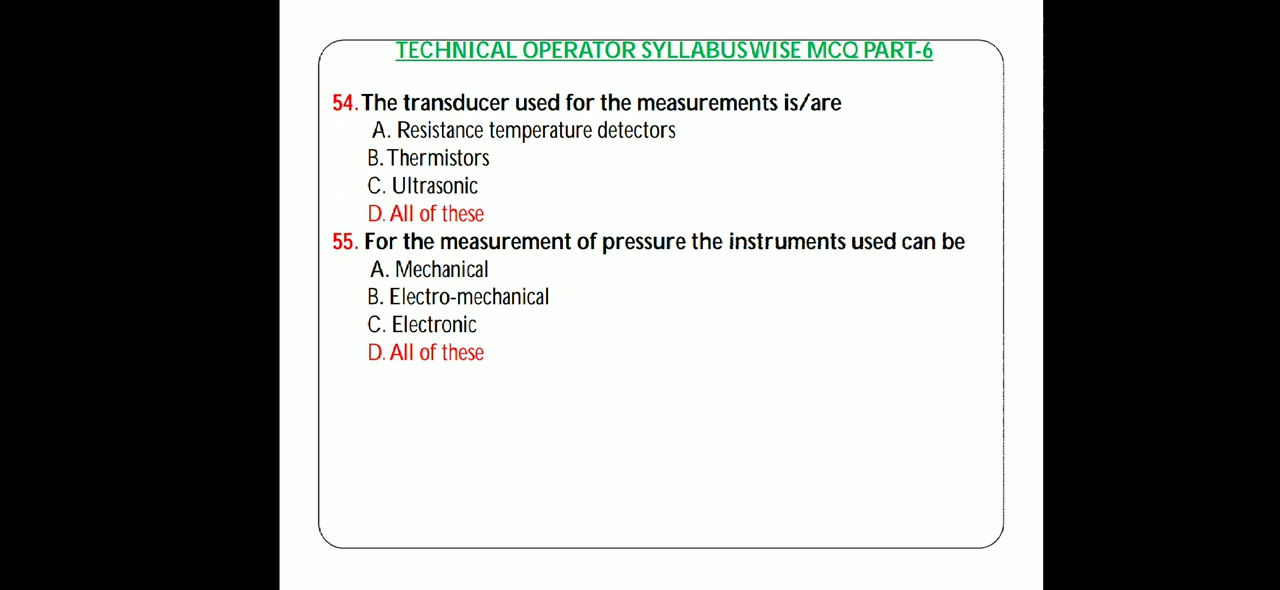 TECHNICAL OPERATOR SYLLABUSWISE MCQ PART-6
54. The transducer used for the measurements is/are
A. Resistance temperature detectors
B. Thermistors
C. Ultrasonic
D. All of these
55. For the measurement of pressure the instruments used can be
A. Mechanical
B. Electro-mechanical
C. Electronic
D. All of these